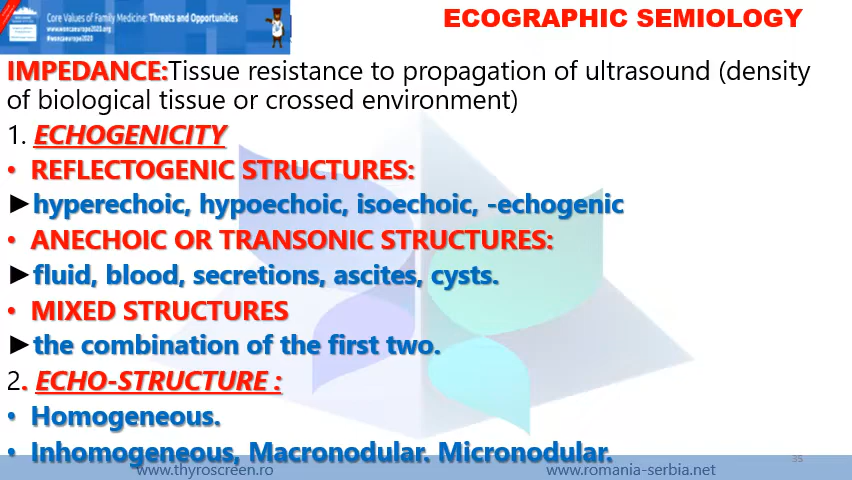 Core Values of Family Medicine: Threats and Opportunities
www.woncaeurope2020.org
#woncaeurope2020
ECOGRAPHIC SEMIOLOGY
IMPEDANCE:Tissue resistance to propagation of ultrasound (density
of biological tissue or crossed environment)
1. ECHOGENICITY
• REFLECTOGENIC STRUCTURES:
►hyperechoic, hypoechoic, isoechoic, -echogenic
• ANECHOIC OR TRANSONIC STRUCTURES:
►fluid, blood, secretions, ascites, cysts.
• MIXED STRUCTURES
►the combination of the first two.
2. ECHO-STRUCTURE :
• Homogeneous.
• Inhomogeneous, Macronodular. Micronodular.
35
www.thyroscreen.ro www.romania-serbia.net